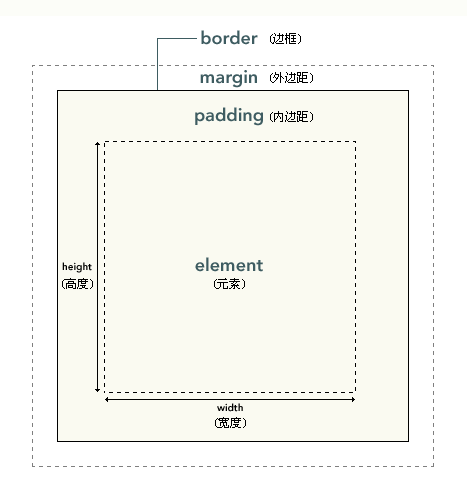 border (边框)
margin (外边距)
padding (内边距)
element
(元素)
height
(高度)
width
(宽度)